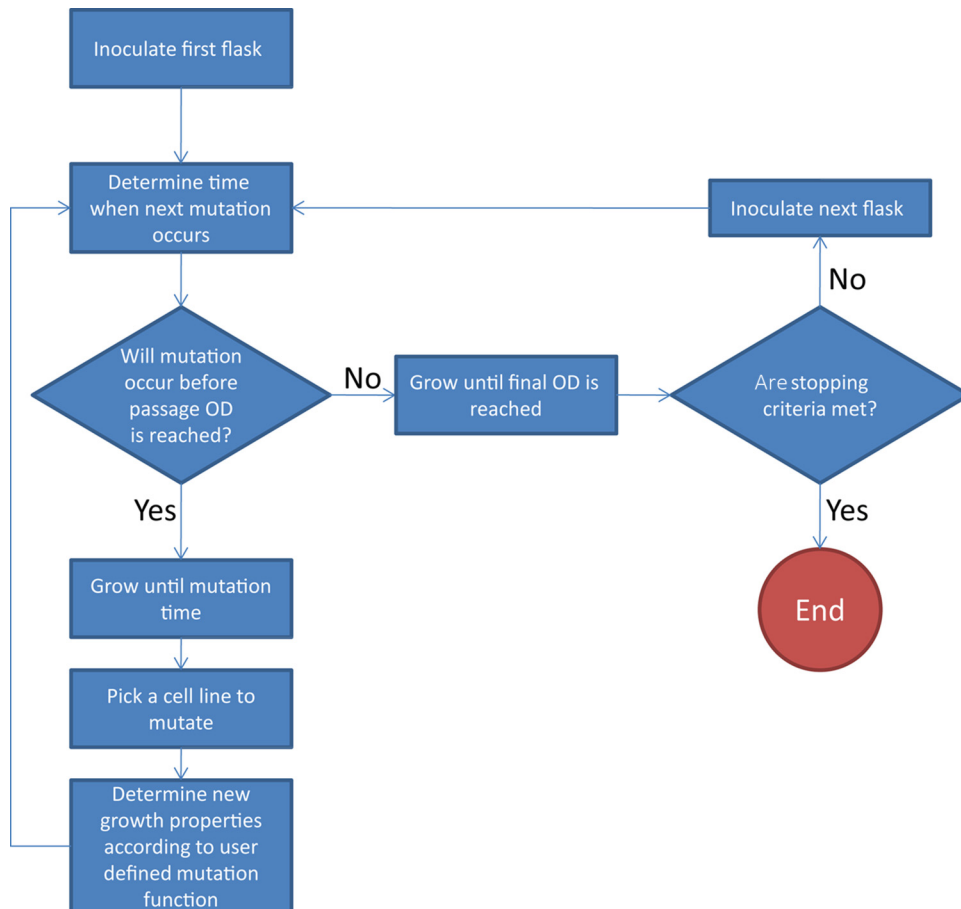 Inoculate first flask
Determine time
when next mutation
occurs
Inoculate next flask
No
Will mutation
occur before
passage OD
is reached?
No
Grow until final OD is
reached
Are stopping
criteria met?
Yes
Yes
Grow until mutation
time
End
Pick a cell line to
mutate
Determine new
growth properties
according to user
defined mutation
function